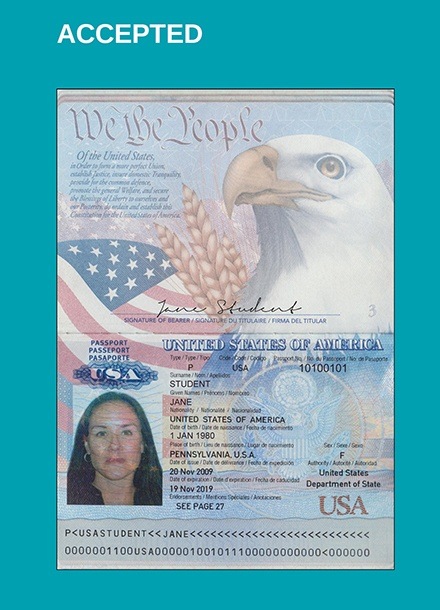 ACCEPTED
We the People
Of the United States,
in Order to form a more perfect Union,
establish Justice, insure domestic Tranquility,
provide for the common defence,
promote the general Welfare, and secure
the Blessings of Liberty to ourselves and
our Posterity, do ordain and establish this
Constitution for the United States of America.
Jane Student
SIGNATURE OF BEARER / SIGNATURE DU TITULAIRE / FIRMA DEL TITULAR
3
PASSPORT
PASSEPORT
PASAPORTE
USA
UNITED STATES OF AMERICA
Type / Type / Tipo Code / Code / Codigo Passport No. / No. du Passeport / No. de Pasaporte
P USA 10100101
Surname / Nom / Apellidos
STUDENT
Given Names / Prénoms / Nombres
JANE
Nationality / Nationalité / Nacionalidad
UNITED STATES OF AMERICA
Date of birth / Date de naissance / Fecha de nacimiento
1 JAN 1980
Place of birth / Lieu de naissance / Lugar de nacimiento Sex / Sexe / Sexo
PENNSYLVANIA, U.S.A. F
Date of issue / Date de délivrance / Fecha de expedición Authority / Autorité / Autoridad
20 Nov 2009 United States
Date of expiration / Date d'expiration / Fecha de caducidad Department of State
19 Nov 2019
Endorsements / Mentions Spéciales / Anotaciones
SEE PAGE 27
USA
P<USASTUDENT<<JANE<<<<<<<<<<<<<<<<<<<<<<<<<<